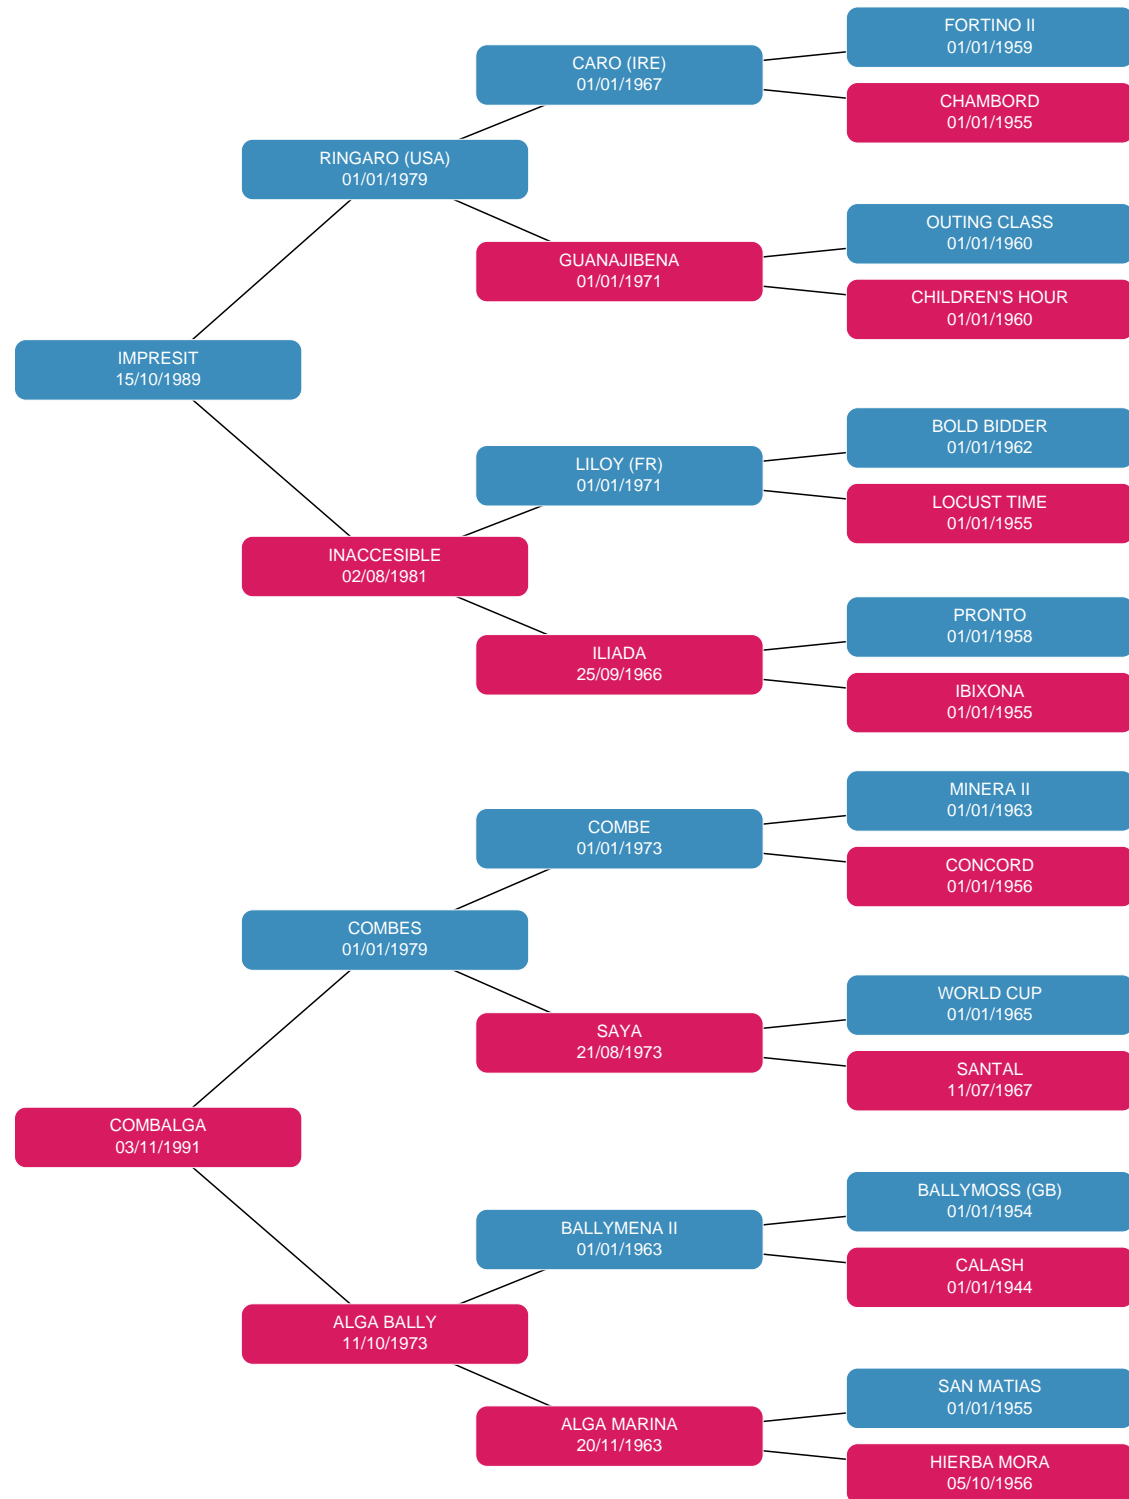 FORTINO II
01/01/1959
CARO (IRE)
01/01/1967
CHAMBORD
01/01/1955
RINGARO (USA)
01/01/1979
OUTING CLASS
01/01/1960
GUANAJIBENA
01/01/1971
CHILDREN'S HOUR
01/01/1960
IMPRESIT
15/10/1989
BOLD BIDDER
01/01/1962
LILOY (FR)
01/01/1971
LOCUST TIME
01/01/1955
INACCESIBLE
02/08/1981
PRONTO
01/01/1958
ILIADA
25/09/1966
IBIXONA
01/01/1955
MINERA II
01/01/1963
COMBE
01/01/1973
CONCORD
01/01/1956
COMBES
01/01/1979
WORLD CUP
01/01/1965
SAYA
21/08/1973
SANTAL
11/07/1967
COMBALGA
03/11/1991
BALLYMOSS (GB)
01/01/1954
BALLYMENA II
01/01/1963
CALASH
01/01/1944
ALGA BALLY
11/10/1973
SAN MATIAS
01/01/1955
ALGA MARINA
20/11/1963
HIERBA MORA
05/10/1956